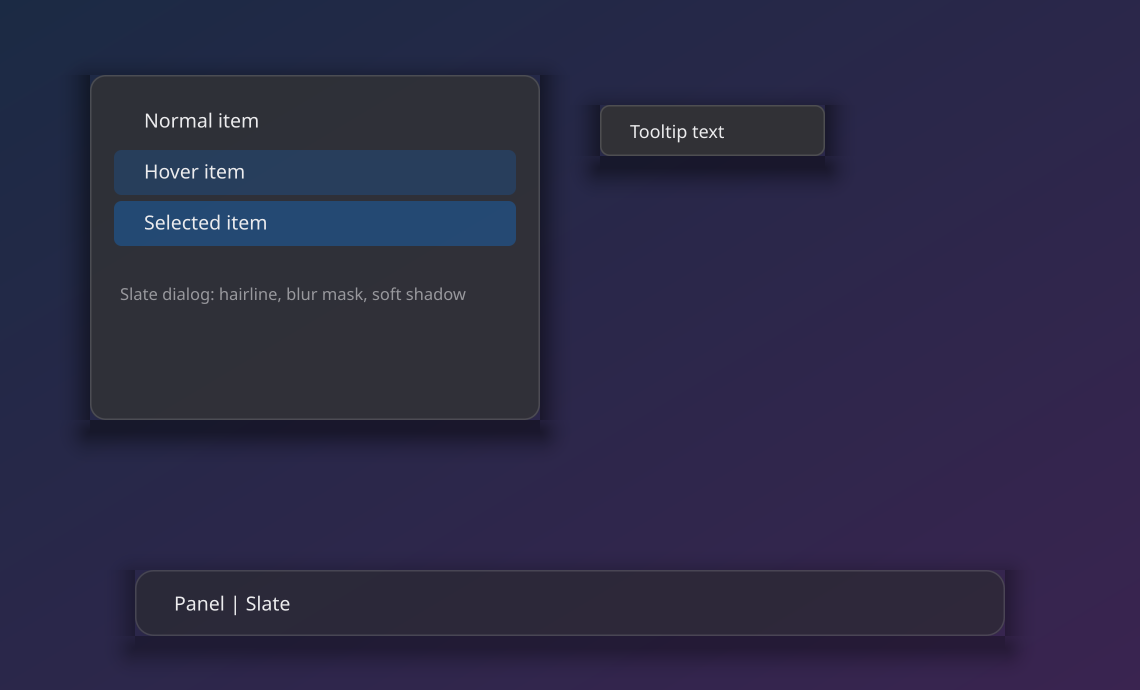 Normal item
Hover item
Selected item
Slate dialog: hairline, blur mask, soft shadow
Tooltip text
Panel | Slate